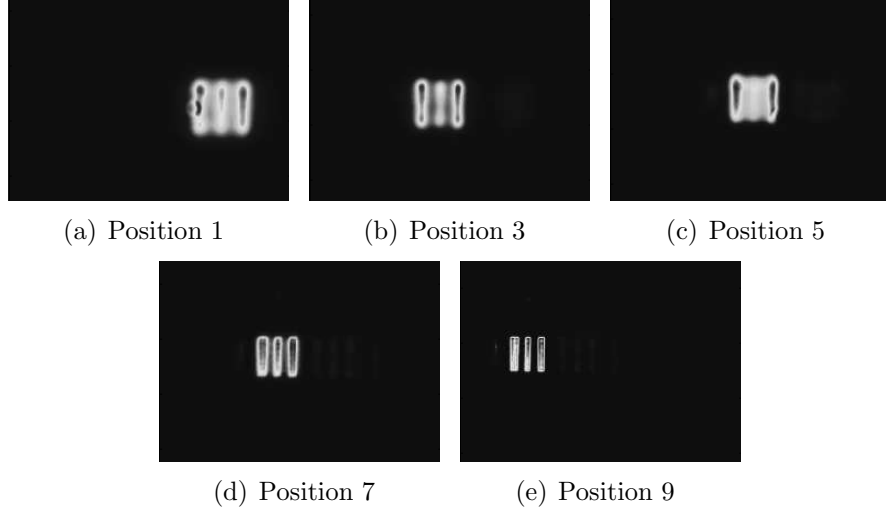 (a) Position 1
(b) Position 3
(c) Position 5
(d) Position 7
(e) Position 9